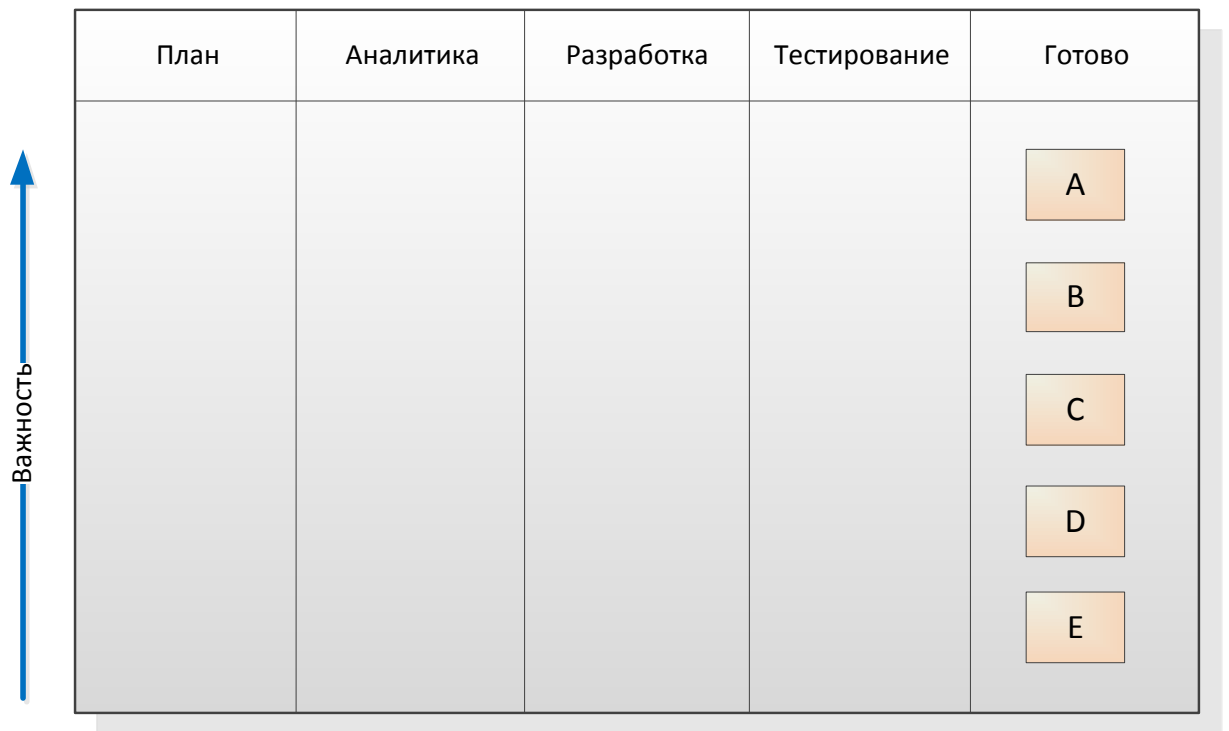 План
Аналитика
Разработка
Тестирование
Готово
Важность
A
B
C
D
E